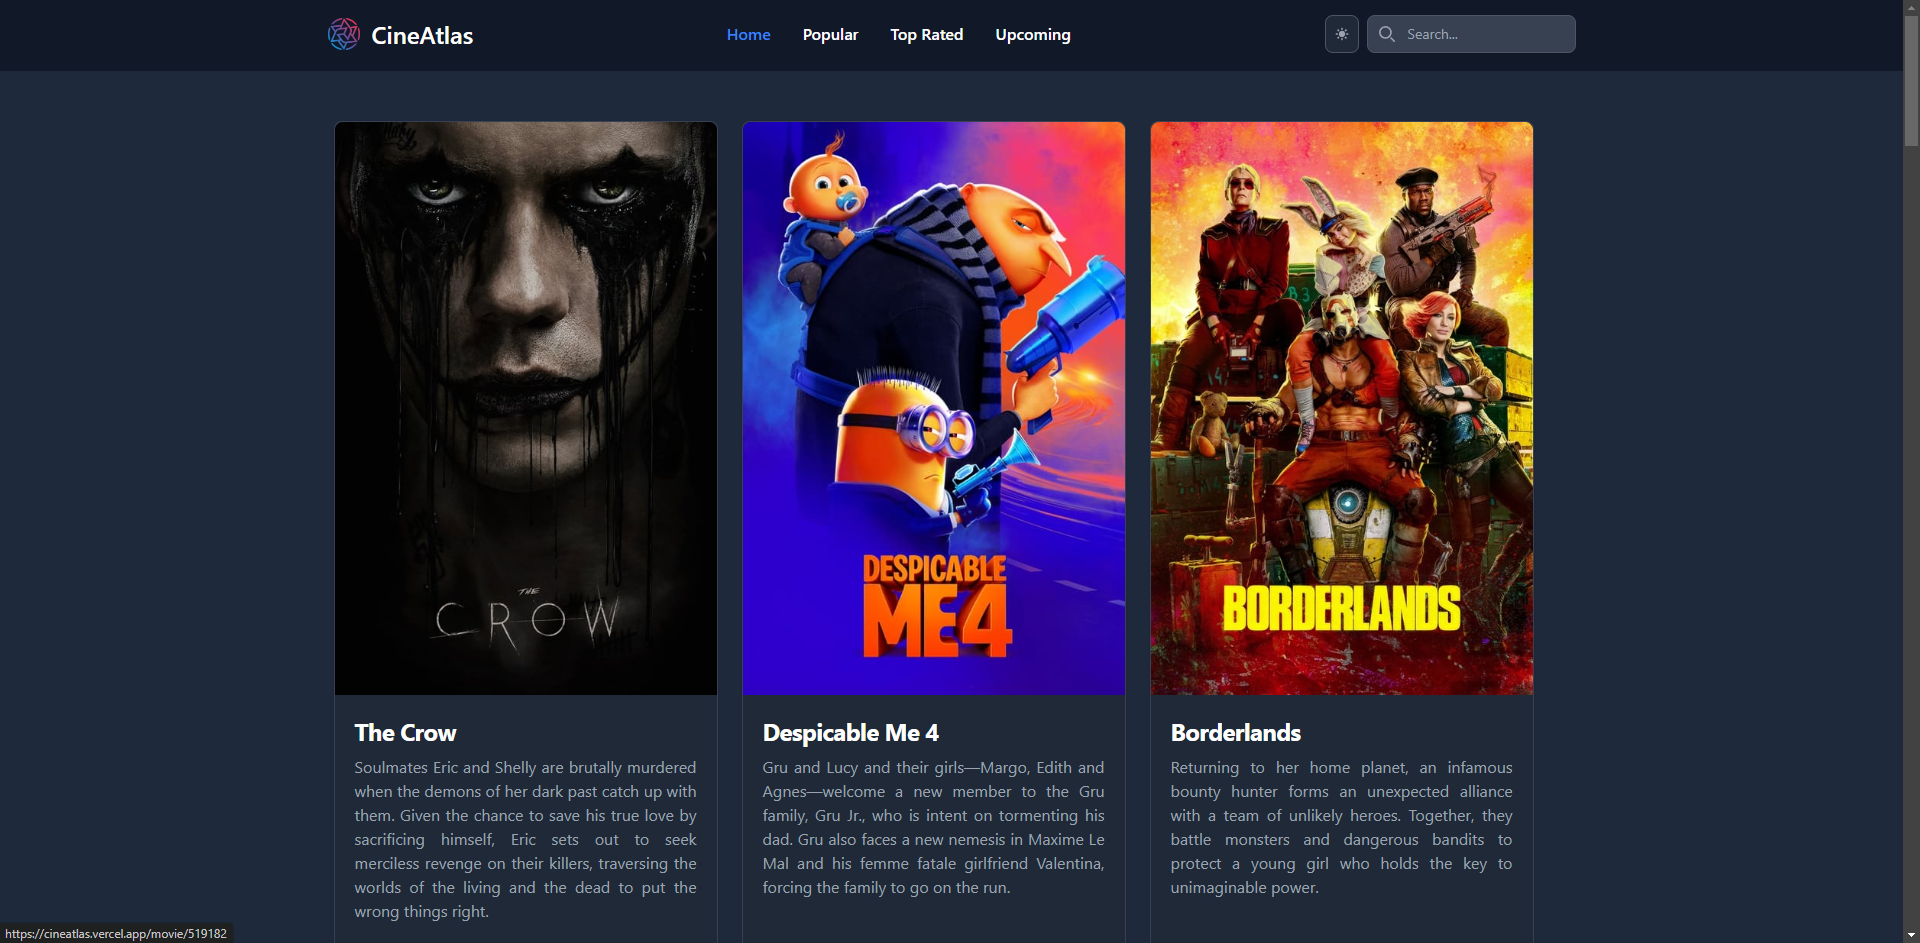 CineAtlas
Home
Popular
Top Rated
Upcoming
Search...
THE
CROW
DESPICABLE
ME 4
B 3
14
BORDERLANDS
The Crow
Soulmates Eric and Shelly are brutally murdered
when the demons of her dark past catch up with
them. Given the chance to save his true love by
sacrificing himself, Eric sets out to seek
merciless revenge on their killers, traversing the
worlds of the living and the dead to put the
wrong things right.
Despicable Me 4
Gru and Lucy and their girls—Margo, Edith and
Agnes—welcome a new member to the Gru
family, Gru Jr., who is intent on tormenting his
dad. Gru also faces a new nemesis in Maxime Le
Mal and his femme fatale girlfriend Valentina,
forcing the family to go on the run.
Borderlands
Returning to her home planet, an infamous
bounty hunter forms an unexpected alliance
with a team of unlikely heroes. Together, they
battle monsters and dangerous bandits to
protect a young girl who holds the key to
unimaginable power.
https://cineatlas.vercel.app/movie/519182